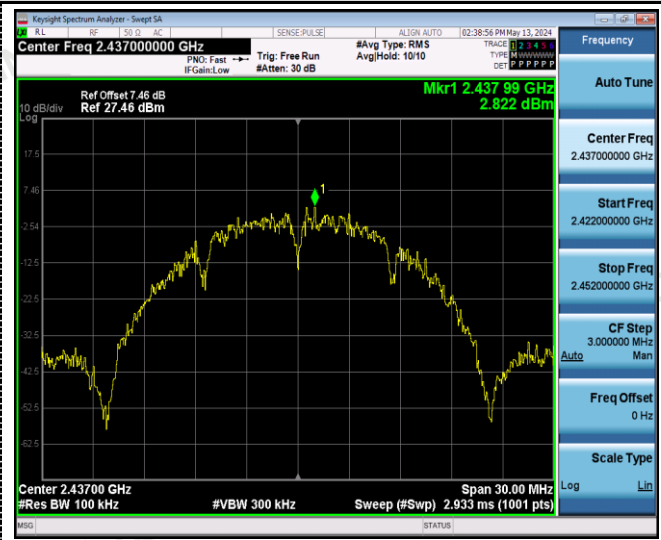 Keysight Spectrum Analyzer - Swept SA
RL RF 50 Ω AC SENSE:PULSE ALIGN AUTO 02:38:56 PM May 13, 2024
Center Freq 2.437000000 GHz
PNO: Fast
IFGain:Low
Trig: Free Run
#Atten: 30 dB
#Avg Type: RMS
Avg|Hold: 10/10
TRACE 1 2 3 4 5 6
TYPE M W W W W W
DET P P P P P P
Ref Offset 7.46 dB
10 dB/div Ref 27.46 dBm
Log
Mkr1 2.437 99 GHz
2.822 dBm
17.5
7.46
-2.54
-12.5
-22.5
-32.5
-42.5
-52.5
-62.5
1
Center 2.43700 GHz Span 30.00 MHz
#Res BW 100 kHz #VBW 300 kHz Sweep (#Swp) 2.933 ms (1001 pts)
MSG STATUS
Frequency
Auto Tune
Center Freq
2.437000000 GHz
Start Freq
2.422000000 GHz
Stop Freq
2.452000000 GHz
CF Step
3.000000 MHz
Auto Man
Freq Offset
0 Hz
Scale Type
Log Lin